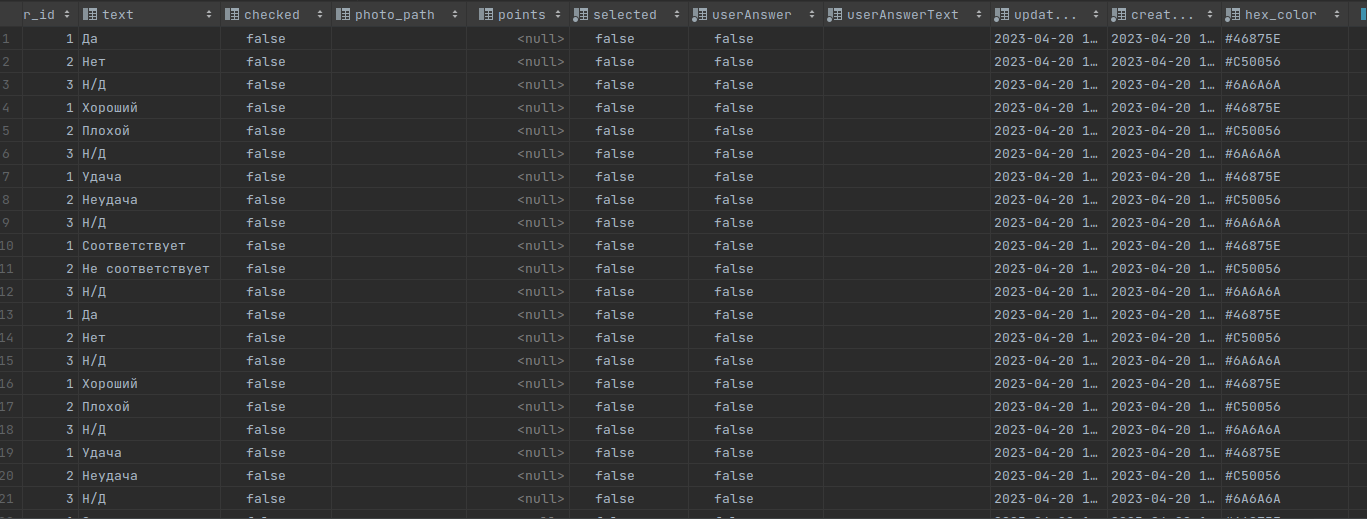 r_id text checked photo_path points selected userAnswer userAnswerText updat... creat... hex_color
1 1 Да false <null> false false 2023-04-20 1… 2023-04-20 1… #46875E
2 2 Нет false <null> false false 2023-04-20 1… 2023-04-20 1… #C50056
3 3 Н/Д false <null> false false 2023-04-20 1… 2023-04-20 1… #6A6A6A
4 1 Хороший false <null> false false 2023-04-20 1… 2023-04-20 1… #46875E
5 2 Плохой false <null> false false 2023-04-20 1… 2023-04-20 1… #C50056
6 3 Н/Д false <null> false false 2023-04-20 1… 2023-04-20 1… #6A6A6A
7 1 Удача false <null> false false 2023-04-20 1… 2023-04-20 1… #46875E
8 2 Неудача false <null> false false 2023-04-20 1… 2023-04-20 1… #C50056
9 3 Н/Д false <null> false false 2023-04-20 1… 2023-04-20 1… #6A6A6A
10 1 Соответствует false <null> false false 2023-04-20 1… 2023-04-20 1… #46875E
11 2 Не соответствует false <null> false false 2023-04-20 1… 2023-04-20 1… #C50056
12 3 Н/Д false <null> false false 2023-04-20 1… 2023-04-20 1… #6A6A6A
13 1 Да false <null> false false 2023-04-20 1… 2023-04-20 1… #46875E
14 2 Нет false <null> false false 2023-04-20 1… 2023-04-20 1… #C50056
15 3 Н/Д false <null> false false 2023-04-20 1… 2023-04-20 1… #6A6A6A
16 1 Хороший false <null> false false 2023-04-20 1… 2023-04-20 1… #46875E
17 2 Плохой false <null> false false 2023-04-20 1… 2023-04-20 1… #C50056
18 3 Н/Д false <null> false false 2023-04-20 1… 2023-04-20 1… #6A6A6A
19 1 Удача false <null> false false 2023-04-20 1… 2023-04-20 1… #46875E
20 2 Неудача false <null> false false 2023-04-20 1… 2023-04-20 1… #C50056
21 3 Н/Д false <null> false false 2023-04-20 1… 2023-04-20 1… #6A6A6A